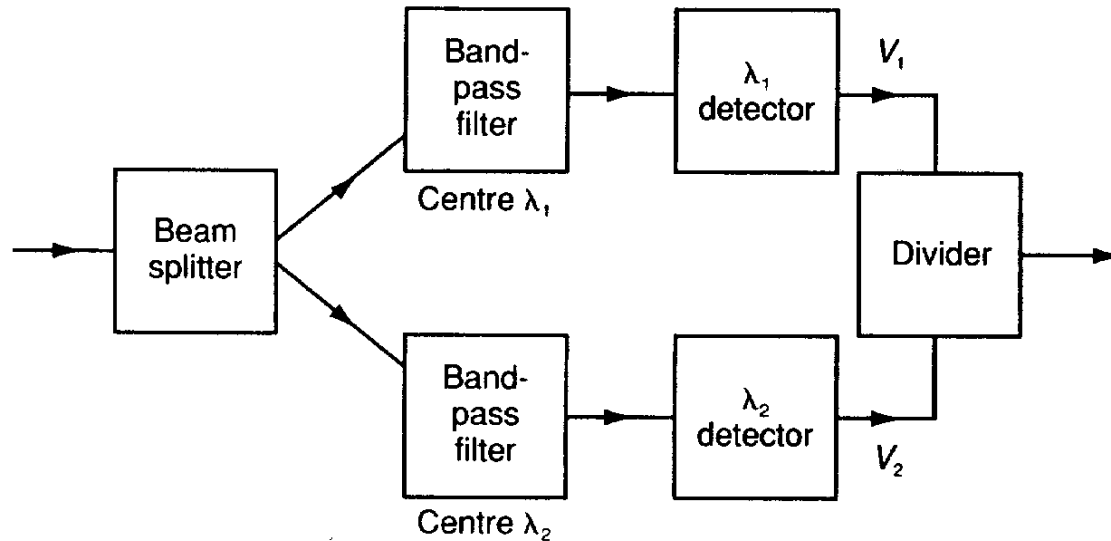 Band-
pass
filter
Centre λ₁
λ₁
detector
V₁
Beam
splitter
Divider
Band-
pass
filter
Centre λ₂
λ₂
detector
V₂